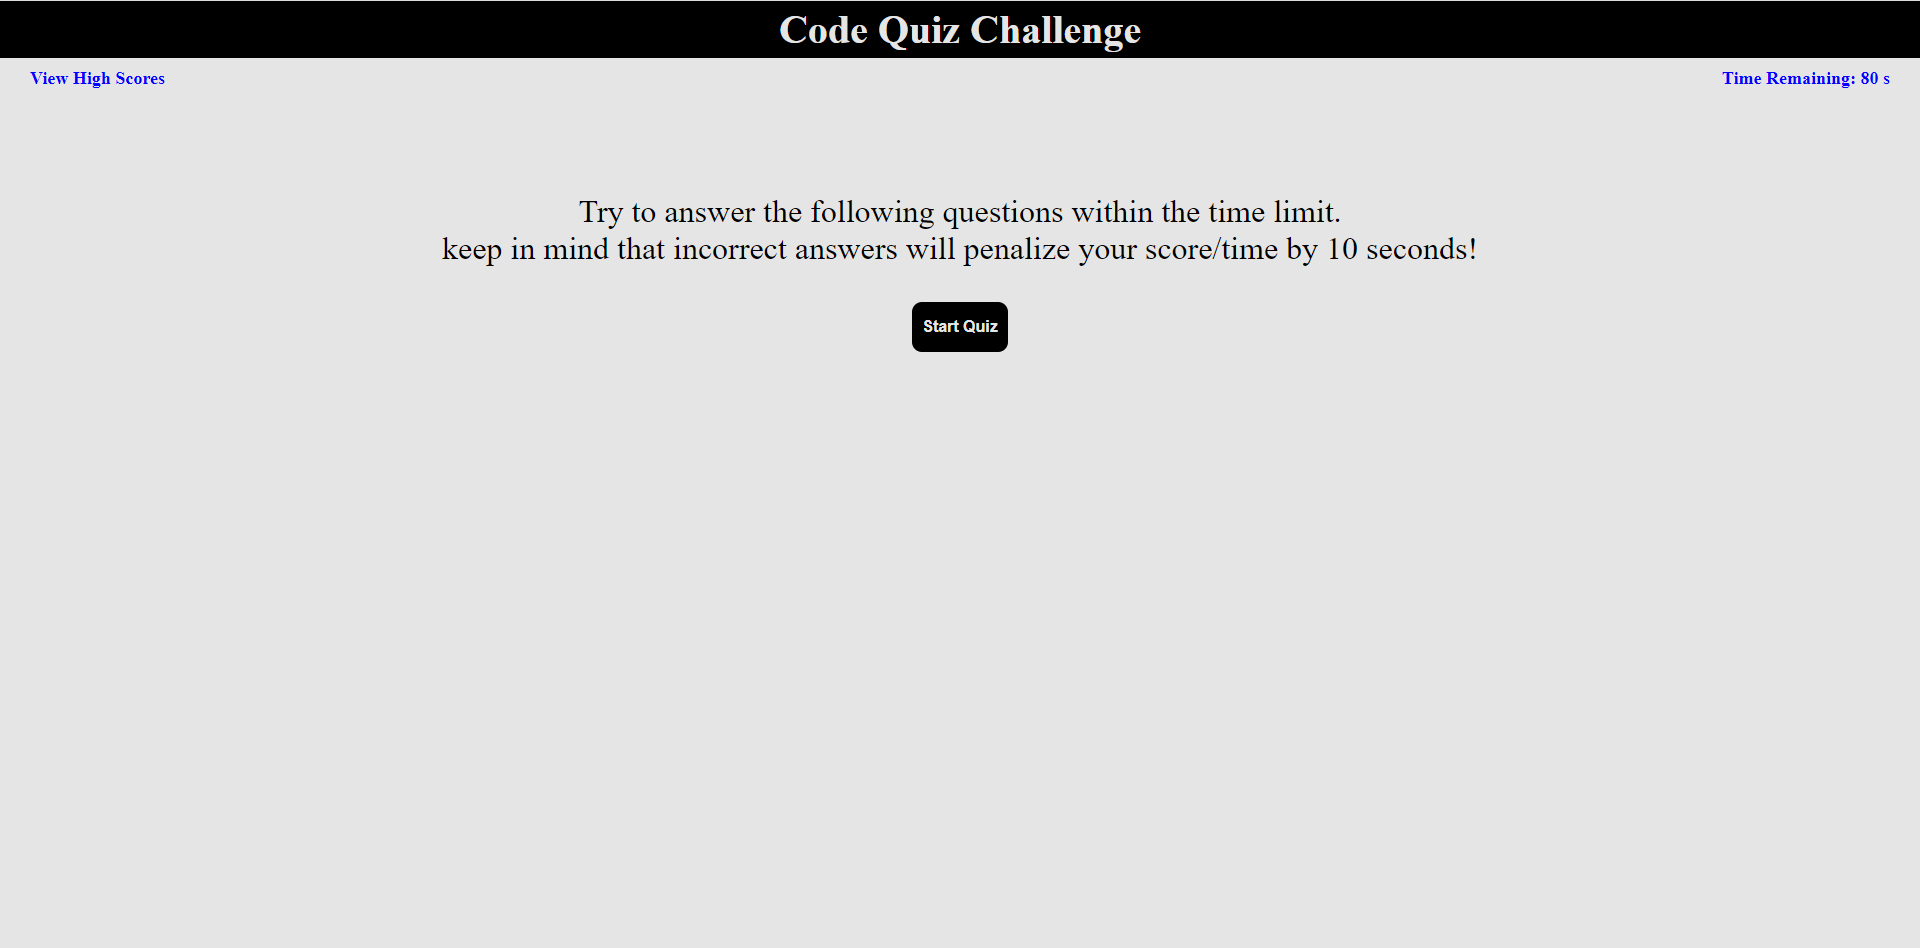 Code Quiz Challenge
View High Scores
Time Remaining: 80 s
Try to answer the following questions within the time limit.
keep in mind that incorrect answers will penalize your score/time by 10 seconds!
Start Quiz